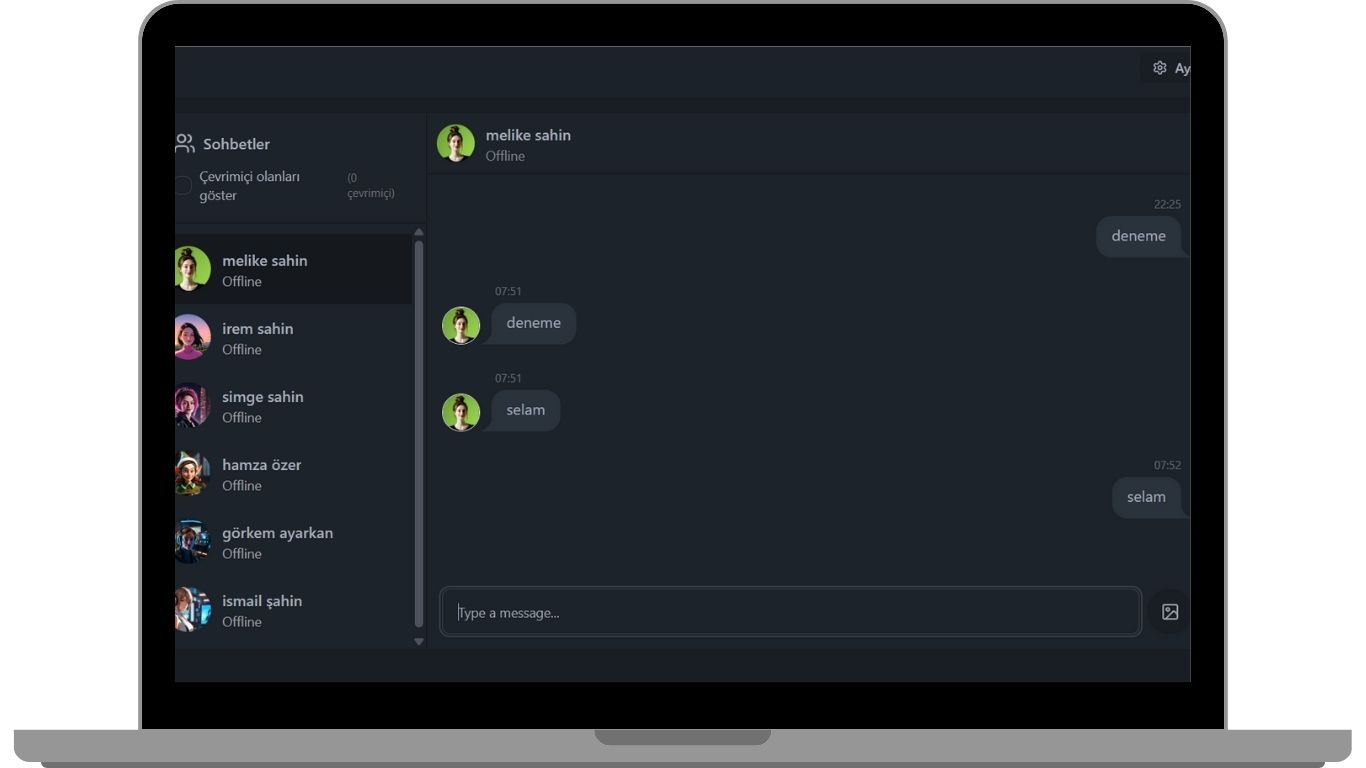 Ay
Sohbetler
Çevrimiçi olanları
göster
(0
çevrimiçi)
melike sahin
Offline
irem sahin
Offline
simge sahin
Offline
hamza özer
Offline
görkem ayarkan
Offline
ismail şahin
Offline
melike sahin
Offline
22:25
deneme
07:51
deneme
07:51
selam
07:52
selam
Type a message...